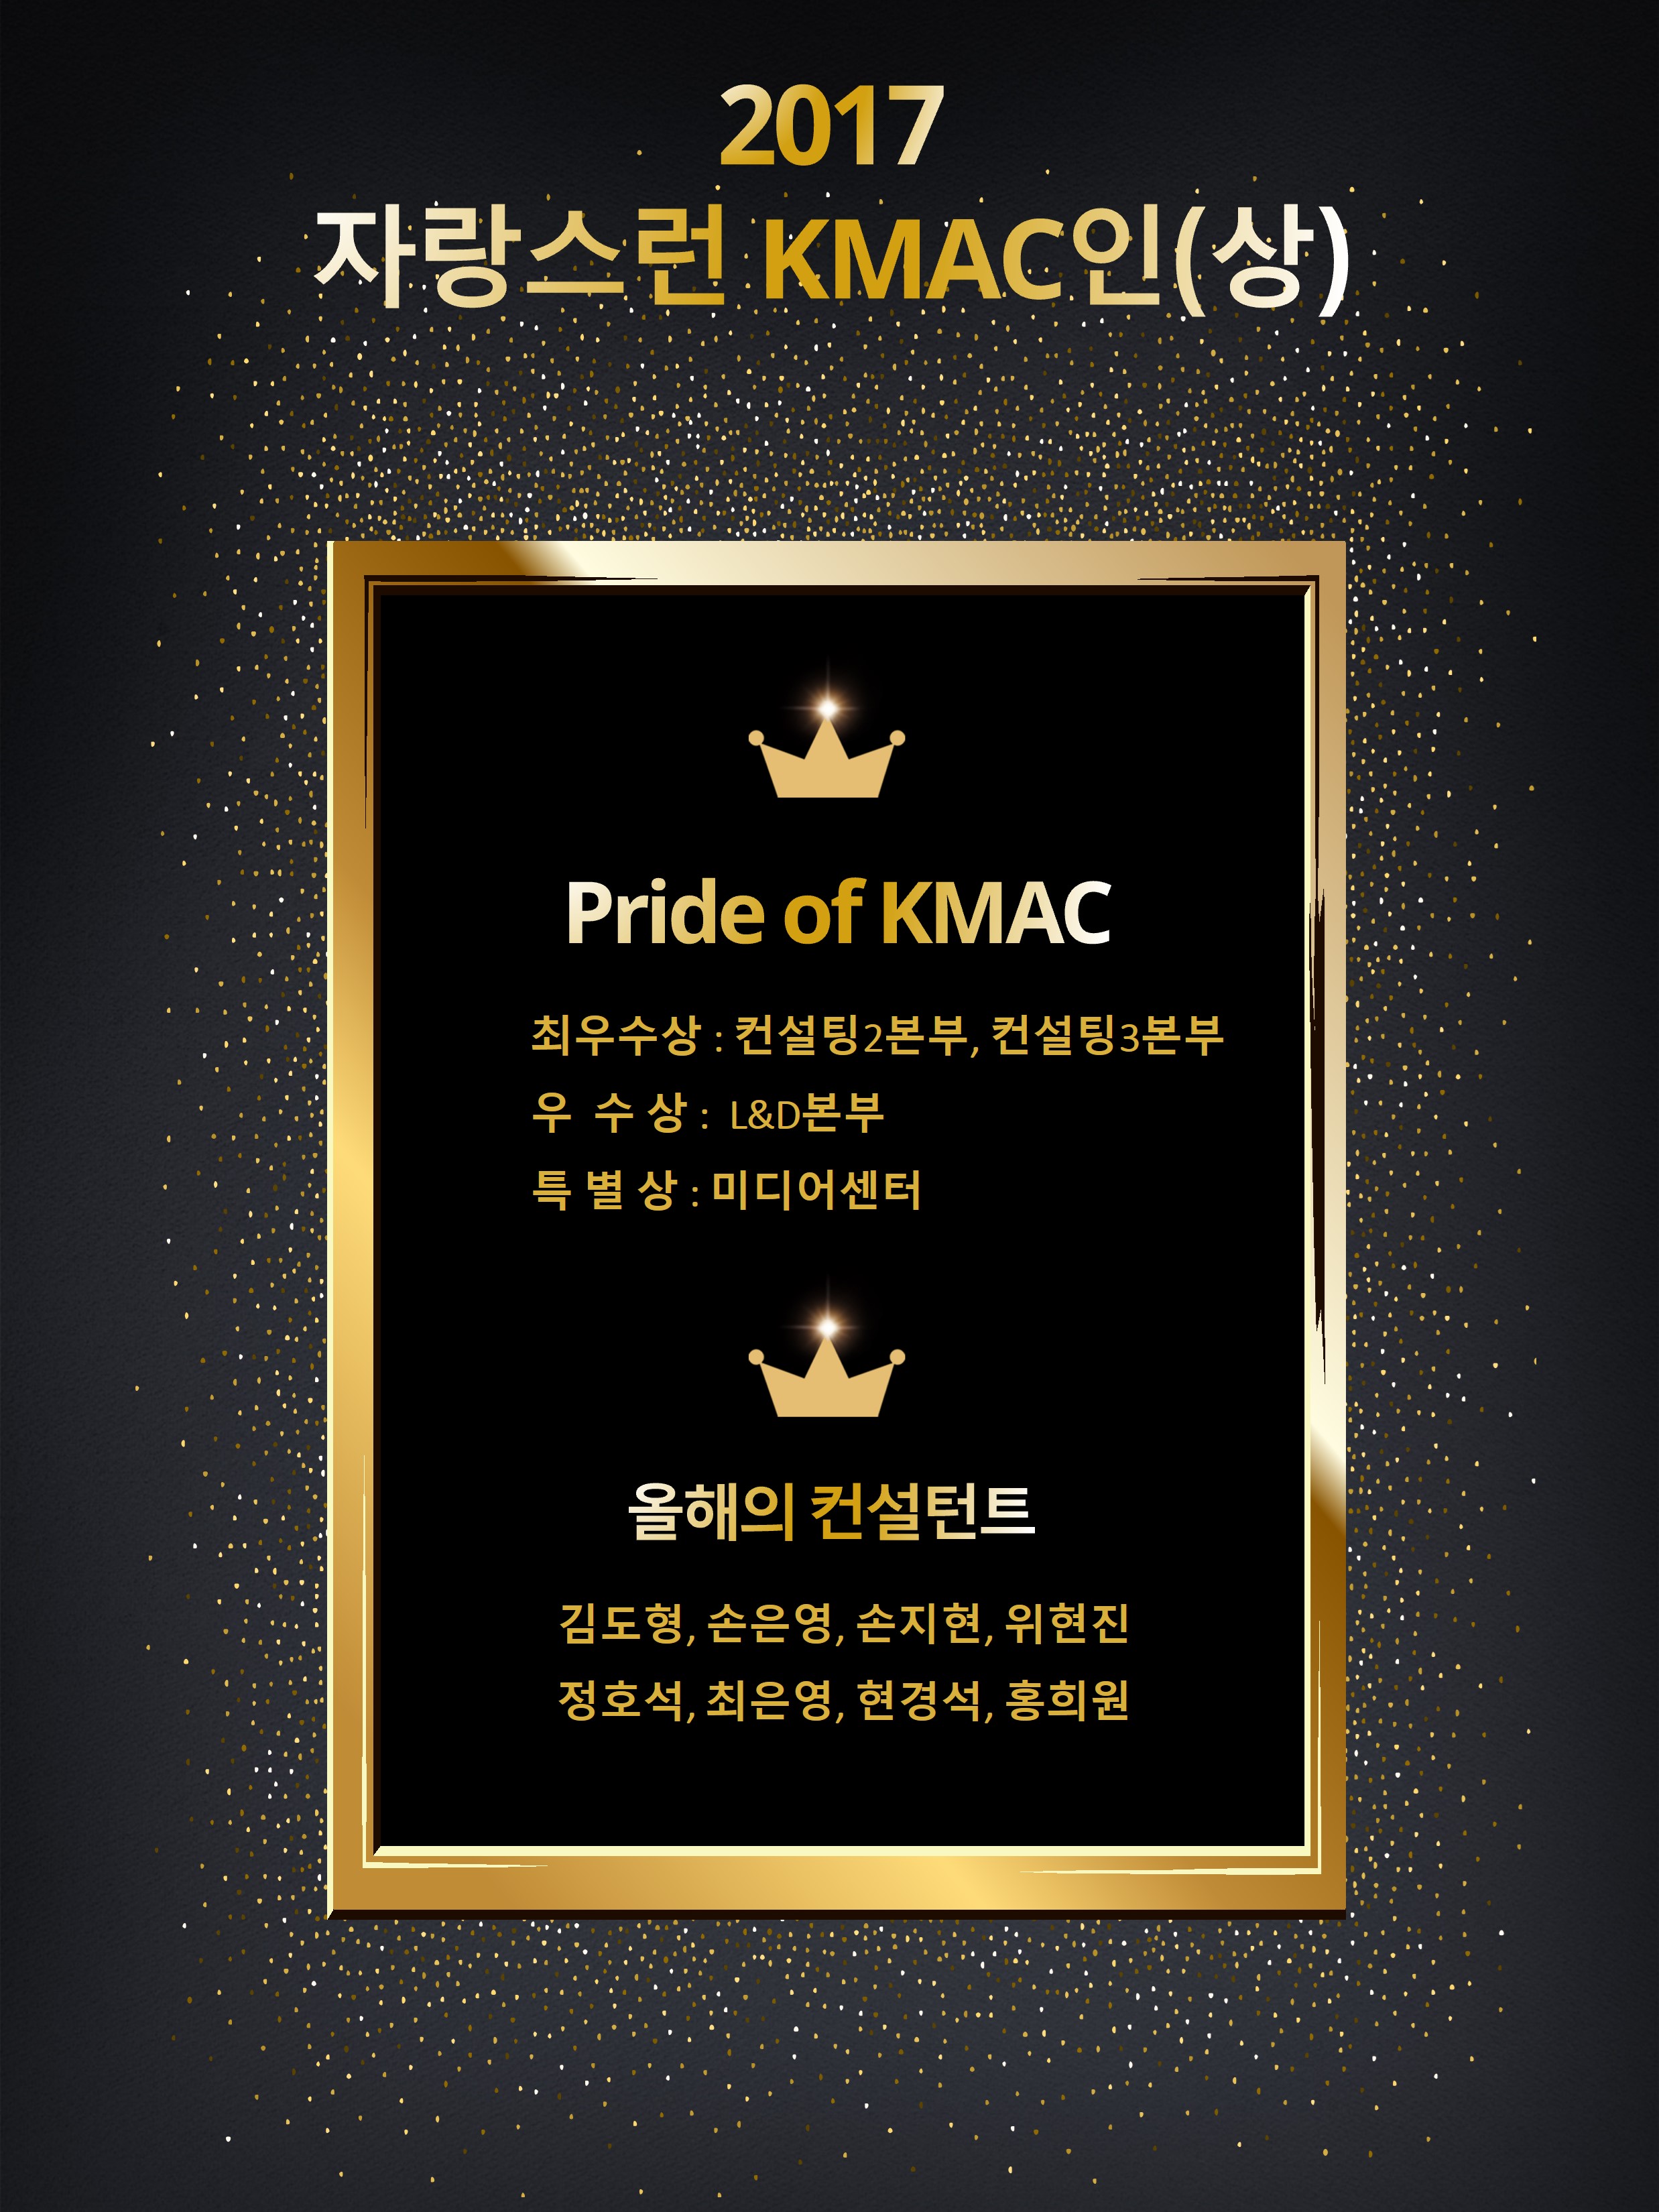 2017
자랑스런 KMAC인(상)
Pride of KMAC
최우수상 : 컨설팅2본부, 컨설팅3본부
우 수 상 : L&D본부
특 별 상 : 미디어센터
올해의 컨설턴트
김도형, 손은영, 손지현, 위현진
정호석, 최은영, 현경석, 홍희원